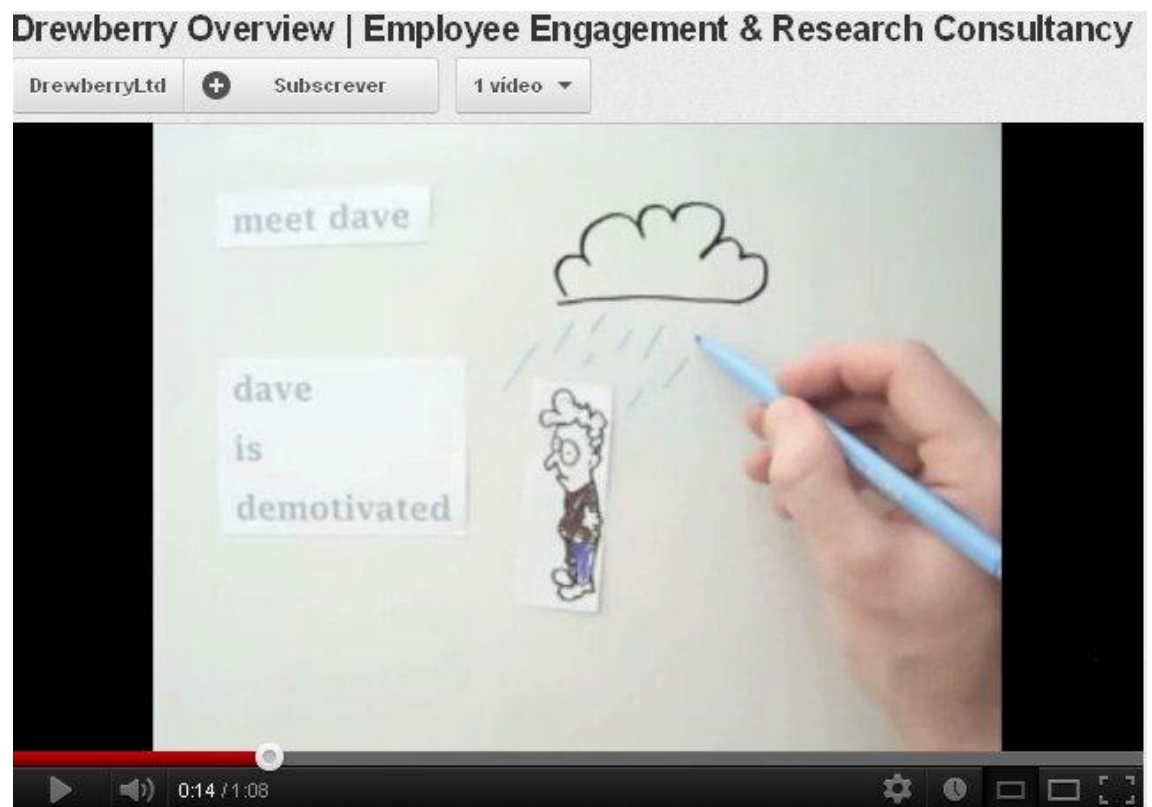 Drewberry Overview | Employee Engagement & Research Consultancy
DrewberryLtd Subscrever 1 vídeo
meet dave
dave
is
demotivated
0:14 / 1:08